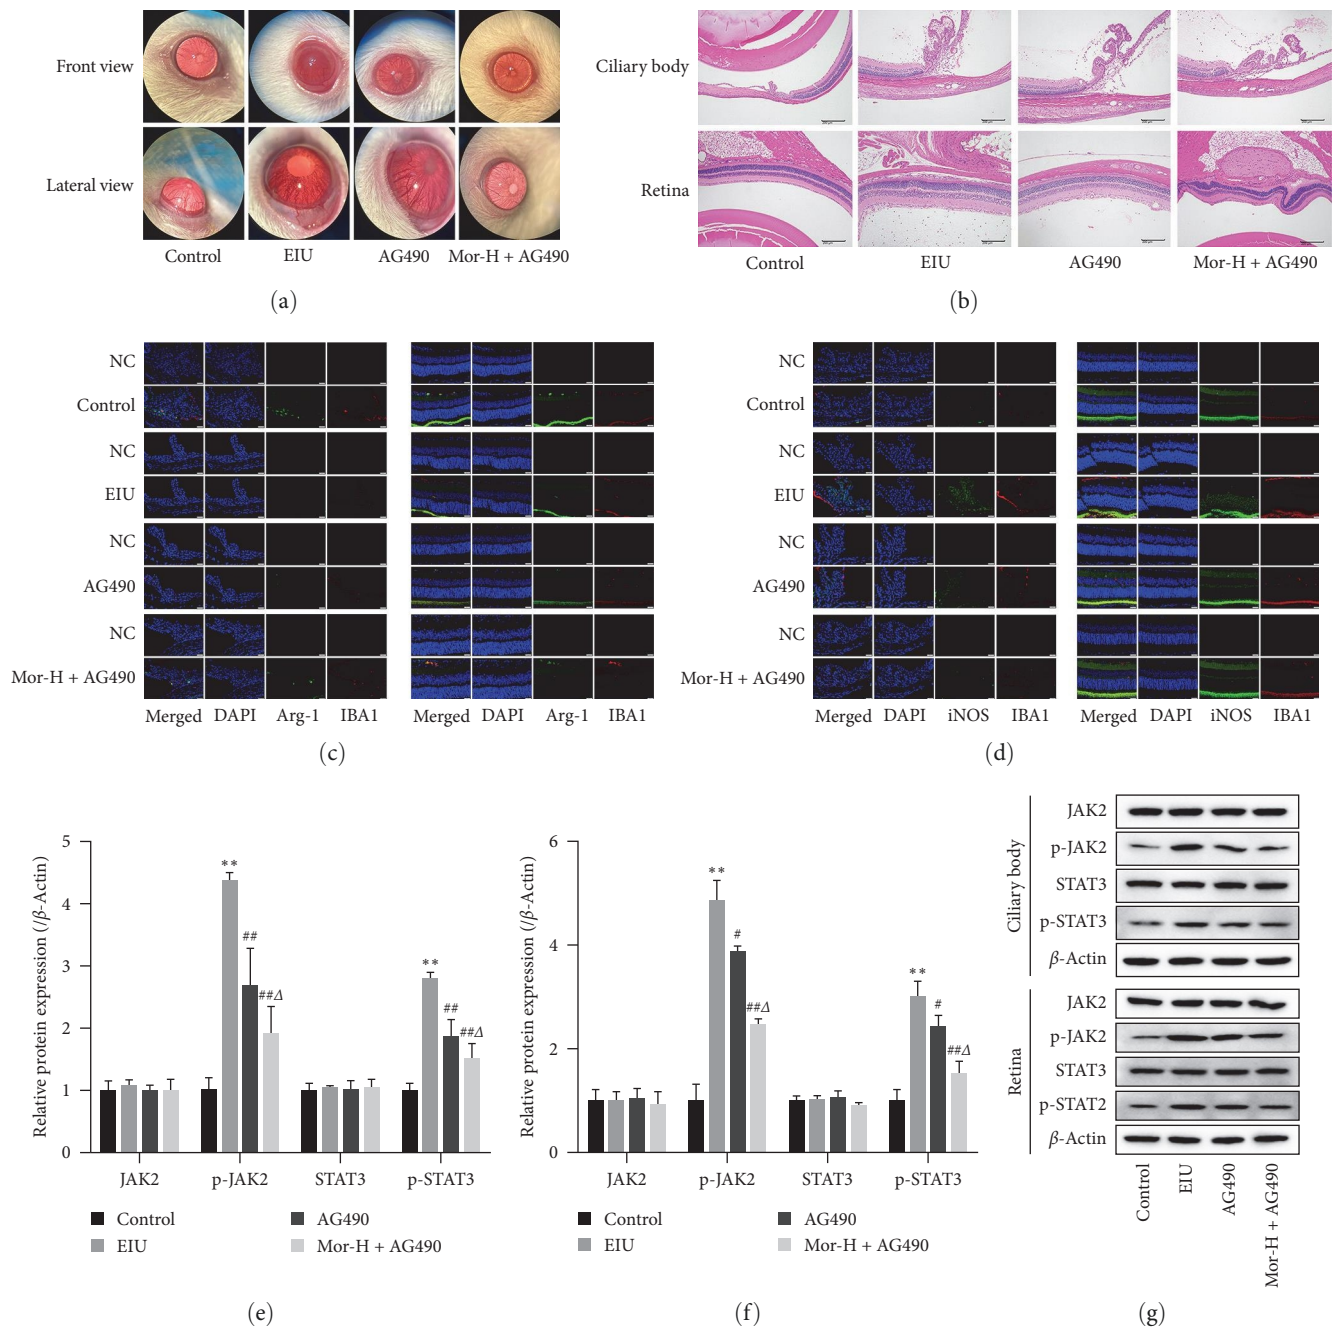 Front view
Lateral view
Control EIU AG490 Mor-H + AG490
(a)
Ciliary body
Retina
Control EIU AG490 Mor-H + AG490
(b)
NC
Control
NC
EIU
NC
AG490
NC
Mor-H + AG490
Merged DAPI Arg-1 IBA1 Merged DAPI Arg-1 IBA1
(c)
NC
Control
NC
EIU
NC
AG490
NC
Mor-H + AG490
Merged DAPI iNOS IBA1 Merged DAPI iNOS IBA1
(d)
Relative protein expression (/β-Actin)
5
4
3
2
1
0
**
##
##Δ
**
##
##Δ
JAK2 p-JAK2 STAT3 p-STAT3
Control AG490
EIU Mor-H + AG490
(e)
Relative protein expression (/β-Actin)
6
4
2
0
**
#
##Δ
**
#
##Δ
JAK2 p-JAK2 STAT3 p-STAT3
Control AG490
EIU Mor-H + AG490
(f)
Ciliary body
JAK2
p-JAK2
STAT3
p-STAT3
β-Actin
Retina
JAK2
p-JAK2
STAT3
p-STAT2
β-Actin
Control EIU AG490 Mor-H + AG490
(g)